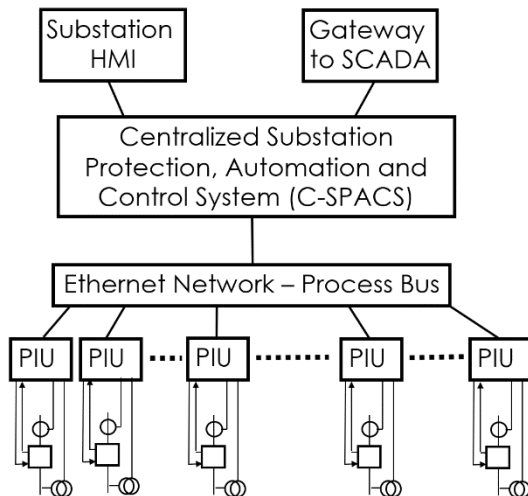 Substation
HMI
Gateway
to SCADA
Centralized Substation
Protection, Automation and
Control System (C-SPACS)
Ethernet Network – Process Bus
PIU
PIU
PIU
PIU
PIU